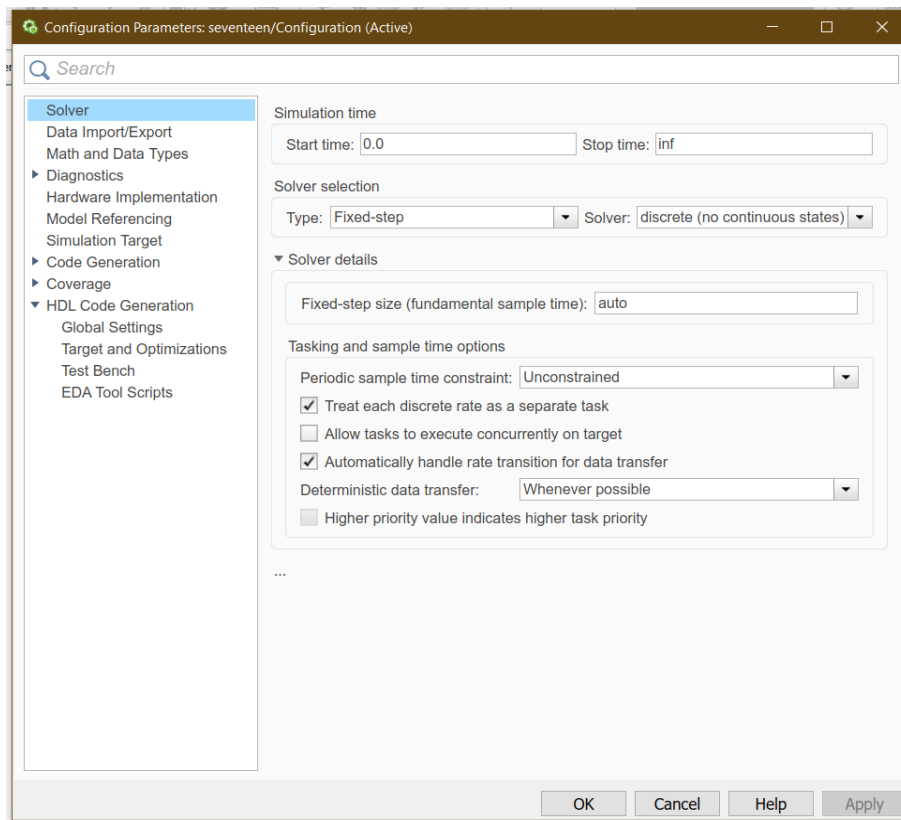 Configuration Parameters: seventeen/Configuration (Active)
Search
Solver
Data Import/Export
Math and Data Types
Diagnostics
Hardware Implementation
Model Referencing
Simulation Target
Code Generation
Coverage
HDL Code Generation
Global Settings
Target and Optimizations
Test Bench
EDA Tool Scripts
Simulation time
Start time: 0.0 Stop time: inf
Solver selection
Type: Fixed-step Solver: discrete (no continuous states)
Solver details
Fixed-step size (fundamental sample time): auto
Tasking and sample time options
Periodic sample time constraint: Unconstrained
Treat each discrete rate as a separate task
Allow tasks to execute concurrently on target
Automatically handle rate transition for data transfer
Deterministic data transfer: Whenever possible
Higher priority value indicates higher task priority
...
OK Cancel Help Apply